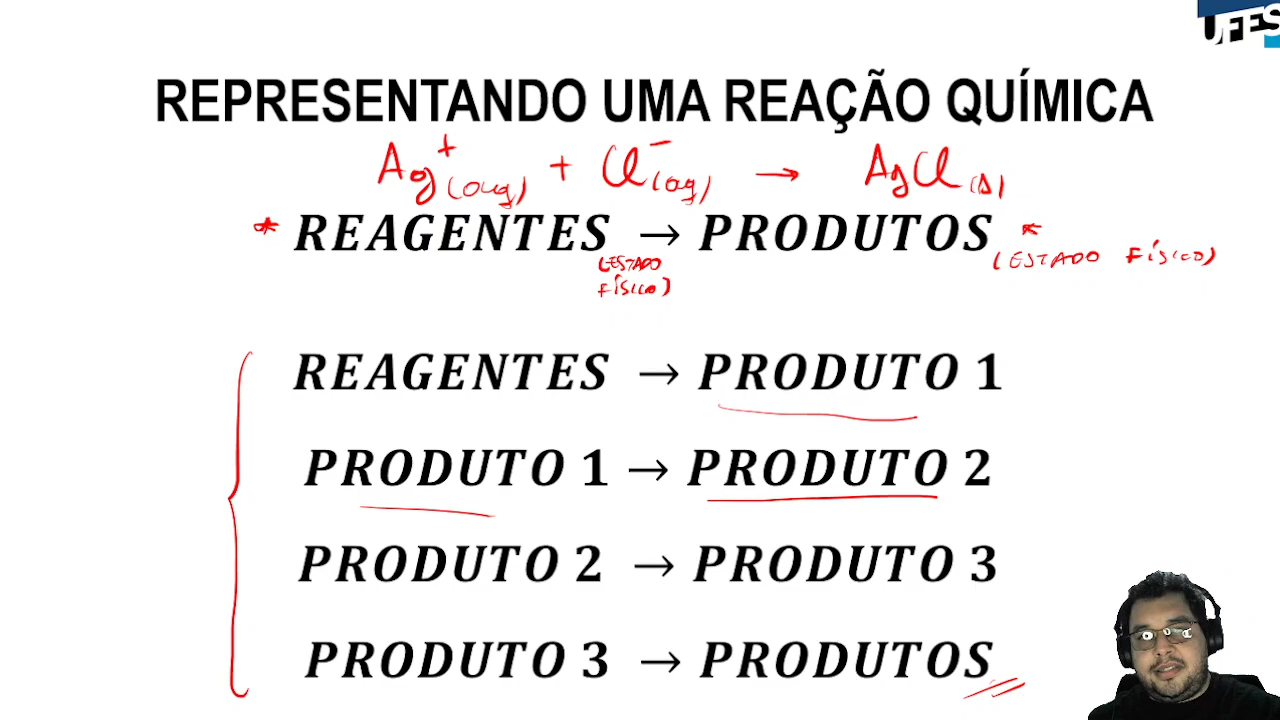 UFES
REPRESENTANDO UMA REAÇÃO QUÍMICA
Ag⁺(aq) + Cl⁻(aq) → AgCl(s)
* REAGENTES → PRODUTOS *
(ESTADO FÍSICO) (ESTADO FÍSICO)
REAGENTES → PRODUTO 1
PRODUTO 1 → PRODUTO 2
PRODUTO 2 → PRODUTO 3
PRODUTO 3 → PRODUTOS